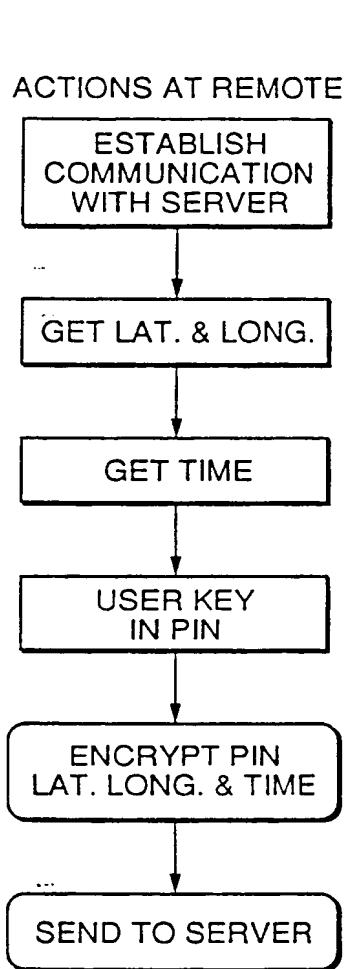 ACTIONS AT REMOTE
ESTABLISH
COMMUNICATION
WITH SERVER
GET LAT. & LONG.
GET TIME
USER KEY
IN PIN
ENCRYPT PIN
LAT. LONG. & TIME
SEND TO SERVER